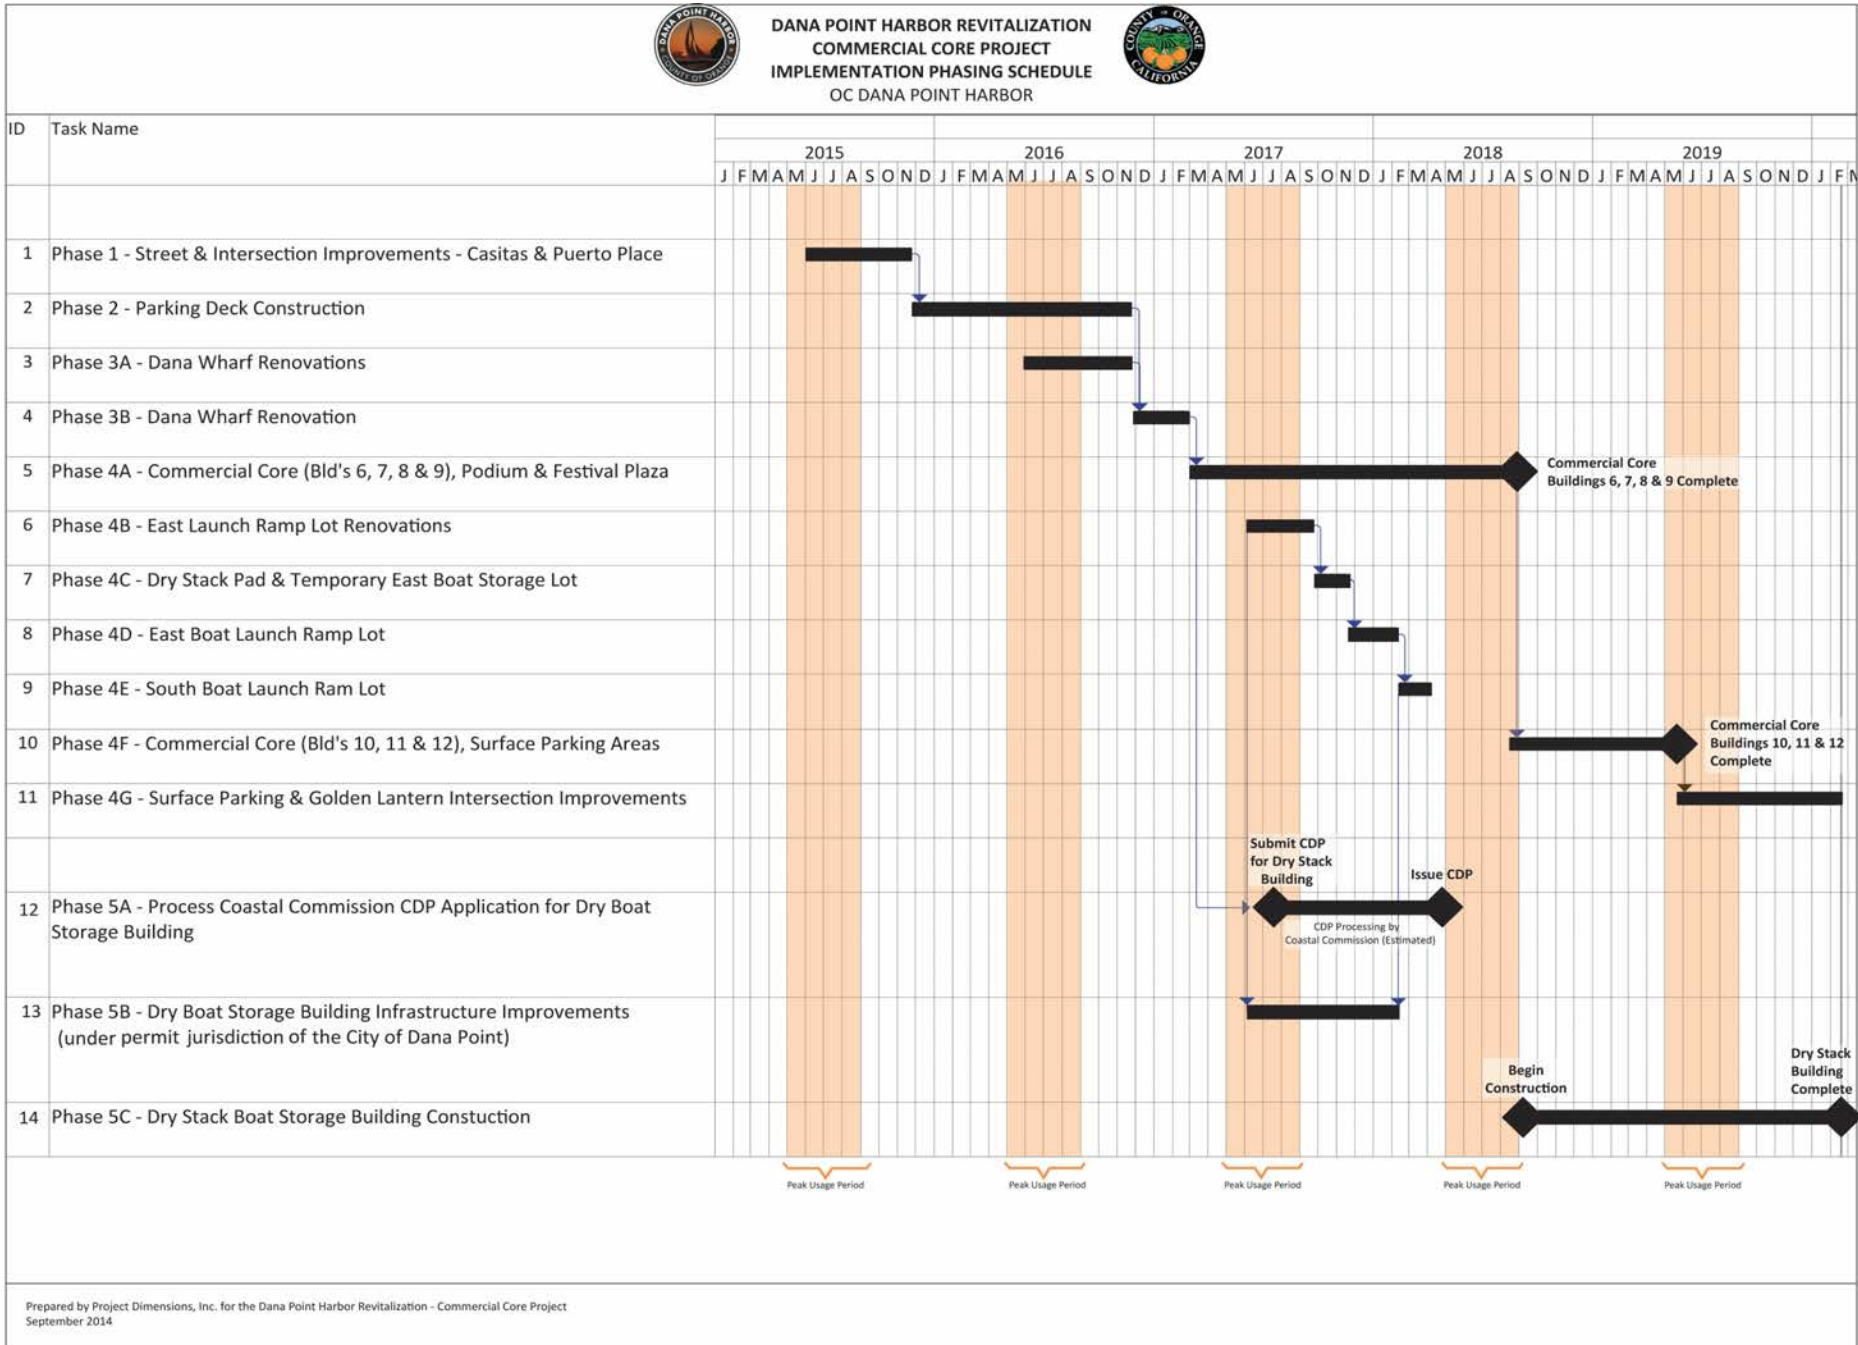 DANA POINT HARBOR
COUNTY OF ORANGE
DANA POINT HARBOR REVITALIZATION
COMMERCIAL CORE PROJECT
IMPLEMENTATION PHASING SCHEDULE
OC DANA POINT HARBOR
COUNTY OF ORANGE
CALIFORNIA
ID Task Name
2015 2016 2017 2018 2019
J F M A M J J A S O N D J F M A M J J A S O N D J F M A M J J A S O N D J F M A M J J A S O N D J F M A M J J A S O N D J F M
1 Phase 1 - Street & Intersection Improvements - Casitas & Puerto Place
2 Phase 2 - Parking Deck Construction
3 Phase 3A - Dana Wharf Renovations
4 Phase 3B - Dana Wharf Renovation
5 Phase 4A - Commercial Core (Bld's 6, 7, 8 & 9), Podium & Festival Plaza
Commercial Core
Buildings 6, 7, 8 & 9 Complete
6 Phase 4B - East Launch Ramp Lot Renovations
7 Phase 4C - Dry Stack Pad & Temporary East Boat Storage Lot
8 Phase 4D - East Boat Launch Ramp Lot
9 Phase 4E - South Boat Launch Ram Lot
10 Phase 4F - Commercial Core (Bld's 10, 11 & 12), Surface Parking Areas
Commercial Core
Buildings 10, 11 & 12
Complete
11 Phase 4G - Surface Parking & Golden Lantern Intersection Improvements
Submit CDP
for Dry Stack
Building
Issue CDP
12 Phase 5A - Process Coastal Commission CDP Application for Dry Boat
Storage Building
CDP Processing by
Coastal Commission (Estimated)
13 Phase 5B - Dry Boat Storage Building Infrastructure Improvements
(under permit jurisdiction of the City of Dana Point)
Begin
Construction
Dry Stack
Building
Complete
14 Phase 5C - Dry Stack Boat Storage Building Constuction
Peak Usage Period
Peak Usage Period
Peak Usage Period
Peak Usage Period
Peak Usage Period
Prepared by Project Dimensions, Inc. for the Dana Point Harbor Revitalization - Commercial Core Project
September 2014